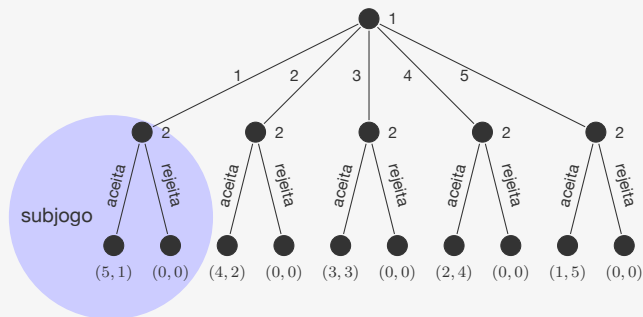 1
1 2 3 4 5
2 2 2 2 2
aceita rejeita aceita rejeita aceita rejeita aceita rejeita aceita rejeita
subjogo
(5, 1) (0, 0) (4, 2) (0, 0) (3, 3) (0, 0) (2, 4) (0, 0) (1, 5) (0, 0)